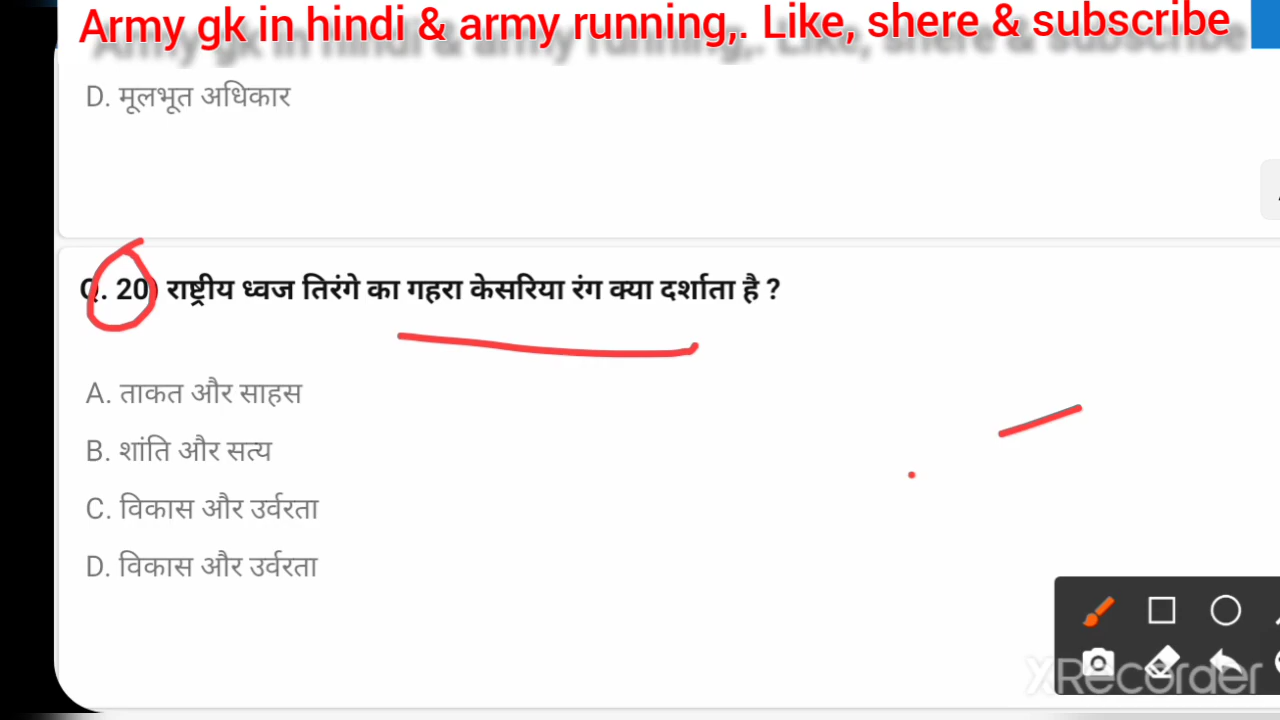 Army gk in hindi & army running,. Like, shere & subscribe
D. मूलभूत अधिकार
Q. 20) राष्ट्रीय ध्वज तिरंगे का गहरा केसरिया रंग क्या दर्शाता है ?
A. ताकत और साहस
B. शांति और सत्य
C. विकास और उर्वरता
D. विकास और उर्वरता
XRecorder